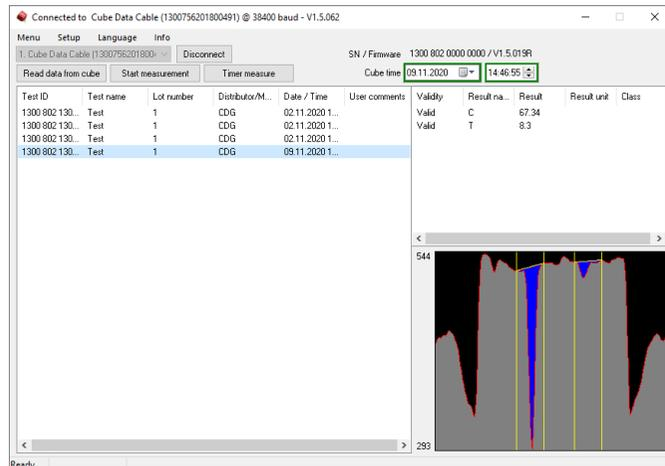 Connected to Cube Data Cable (1300756201800491) @ 38400 baud - V1.5.062
Menu Setup Language Info
1. Cube Data Cable (1300756201800‹ Disconnect SN / Firmware 1300 802 0000 0000 / V1.5.019R
Read data from cube Start measurement Timer measure Cube time 09.11.2020 14:46:55
Test ID Test name Lot number Distributor/M... Date / Time User comments Validity Result na... Result Result unit Class
1300 802 130... Test 1 CDG 02.11.2020 1... Valid C 67.34
1300 802 130... Test 1 CDG 02.11.2020 1... Valid T 8.3
1300 802 130... Test 1 CDG 02.11.2020 1...
1300 802 130... Test 1 CDG 09.11.2020 1...
544
293
Ready